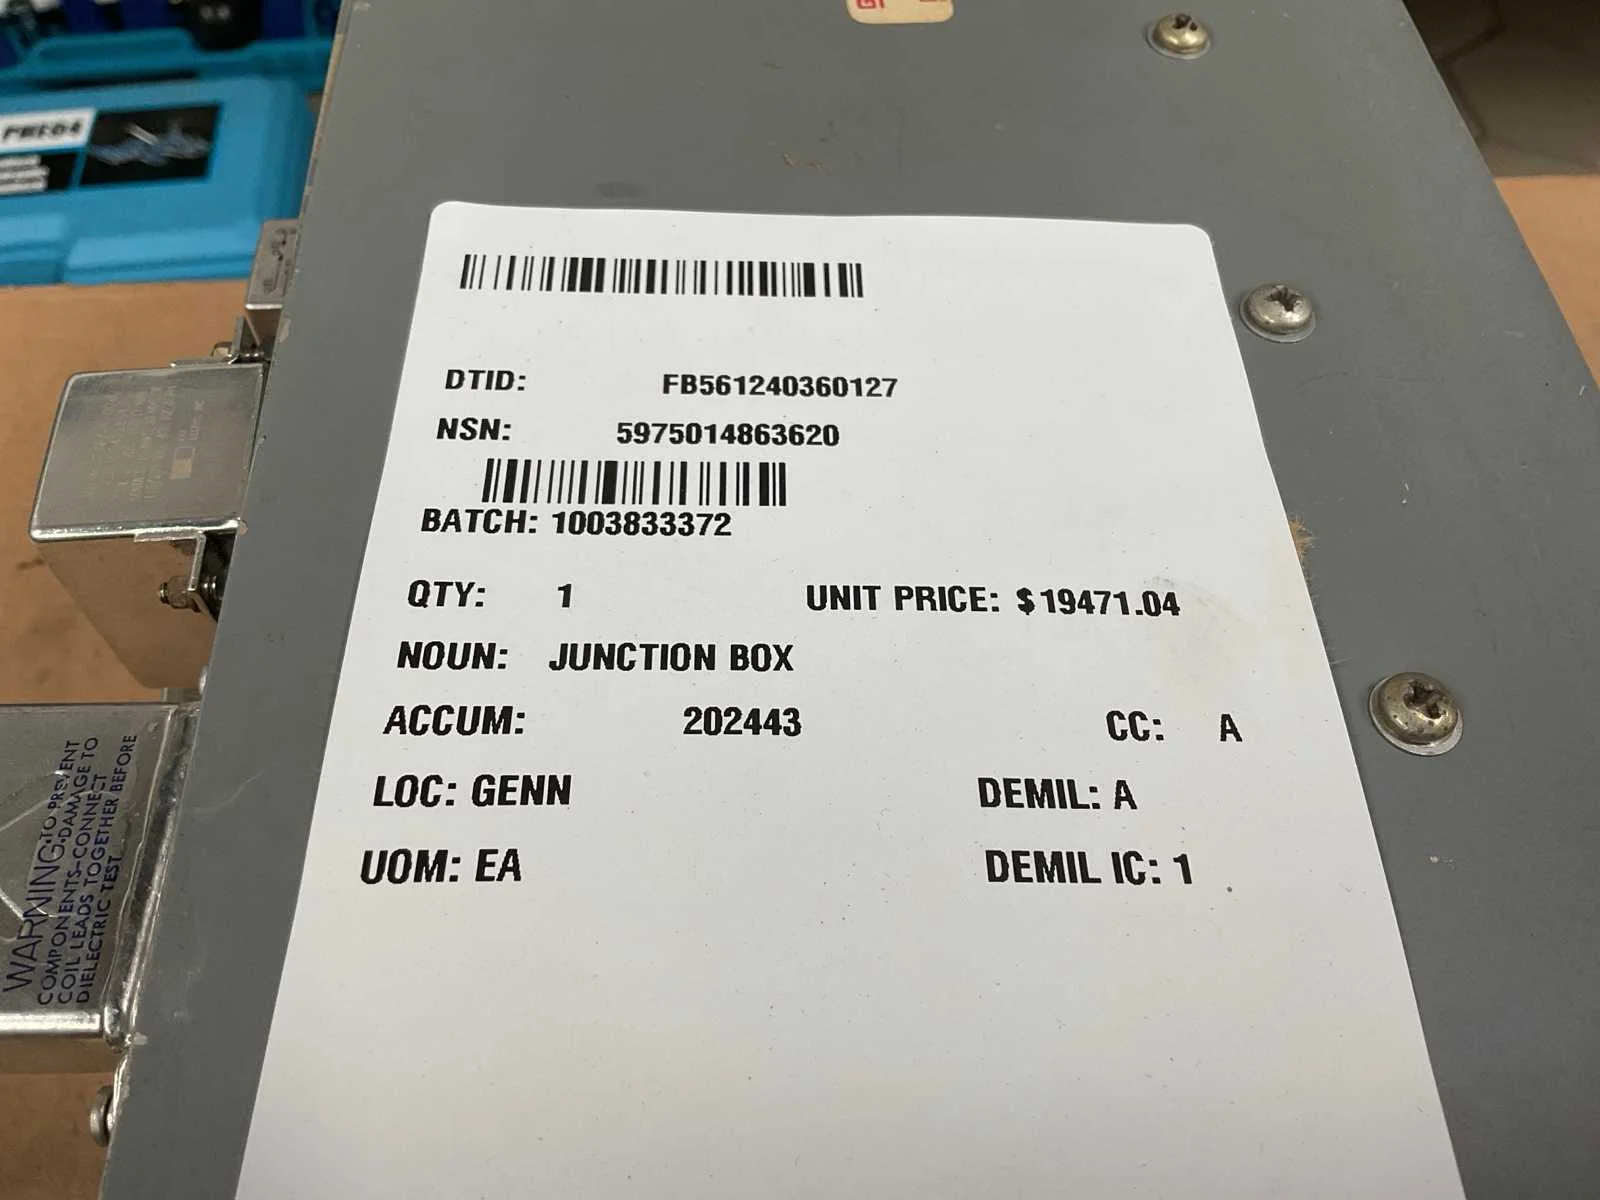 DTID: FB561240360127
NSN: 5975014863620
BATCH: 1003833372
QTY: 1 UNIT PRICE: $19471.04
NOUN: JUNCTION BOX
ACCUM: 202443 CC: A
LOC: GENN DEMIL: A
UOM: EA DEMIL IC: 1
WARNING-TO PREVENT
COMPONENTS-DAMAGE TO
COIL LEADS-CONNECT
DIELECTRIC TEST TOGETHER BEFORE